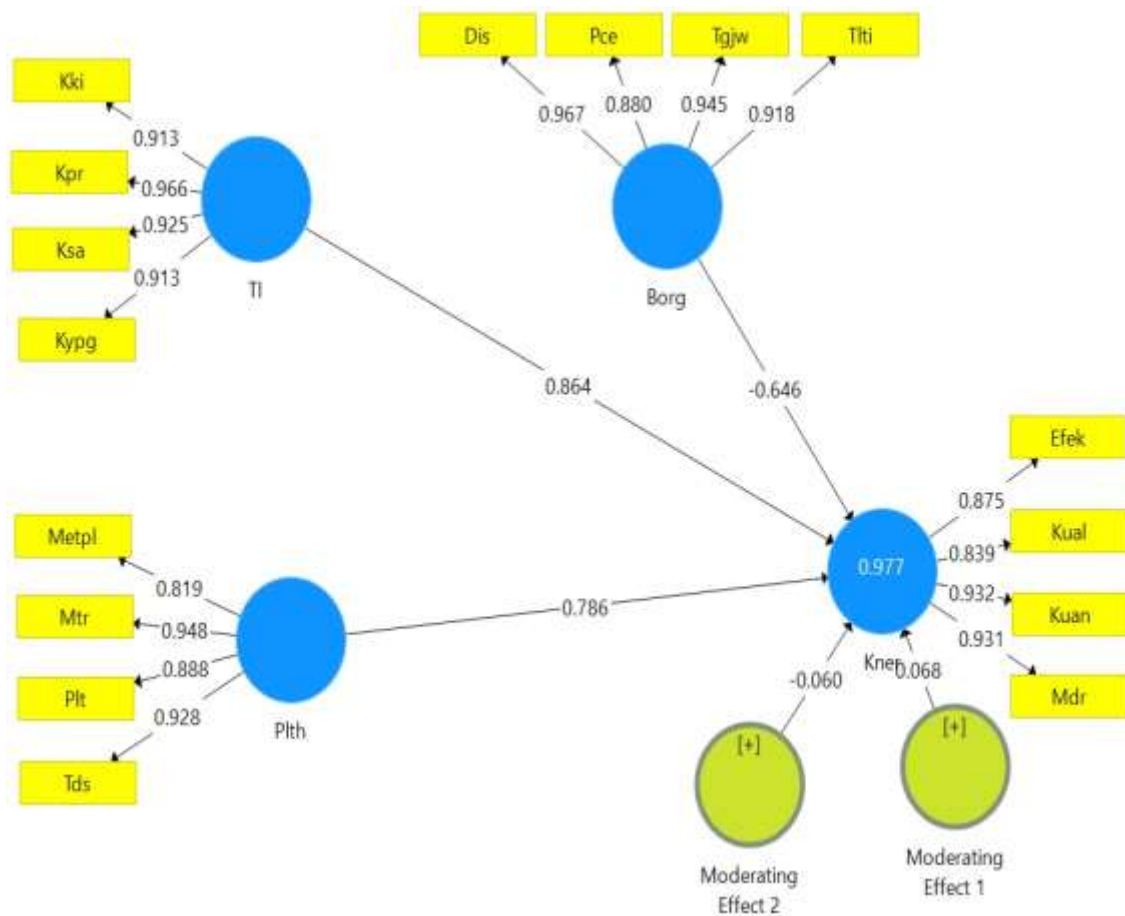 Dis
Pce
Tgjw
Tlti
0.967
0.880
0.945
0.918
Borg
Kki
Kpr
Ksa
Kypg
0.913
0.966
0.925
0.913
Tl
0.864
-0.646
Metpl
Mtr
Plt
Tds
0.819
0.948
0.888
0.928
Plth
0.786
0.977
Kner
Efek
Kual
Kuan
Mdr
0.875
0.839
0.932
0.931
-0.060
0.068
[+]
Moderating
Effect 2
[+]
Moderating
Effect 1